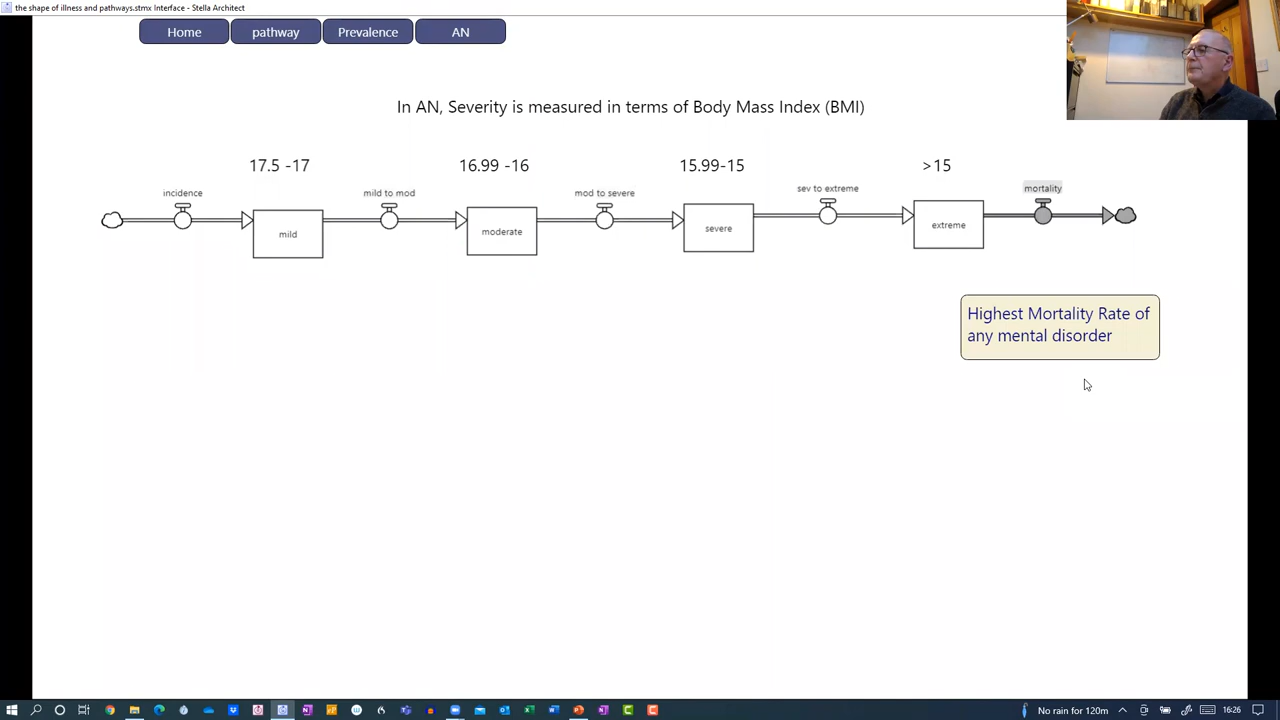 the shape of illness and pathways.stmx Interface - Stella Architect
Home
pathway
Prevalence
AN
In AN, Severity is measured in terms of Body Mass Index (BMI)
17.5 -17
16.99 -16
15.99-15
>15
incidence
mild to mod
mod to severe
sev to extreme
mortality
mild
moderate
severe
extreme
Highest Mortality Rate of
any mental disorder
No rain for 120m
16:26